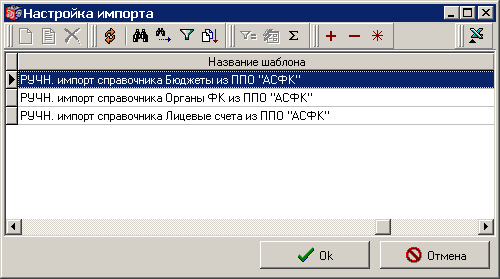 Настройка импорта
Название шаблона
РУЧН. импорт справочника Бюджеты из ППО "АСФК"
РУЧН. импорт справочника Органы ФК из ППО "АСФК"
РУЧН. импорт справочника Лицевые счета из ППО "АСФК"
Ok Отмена